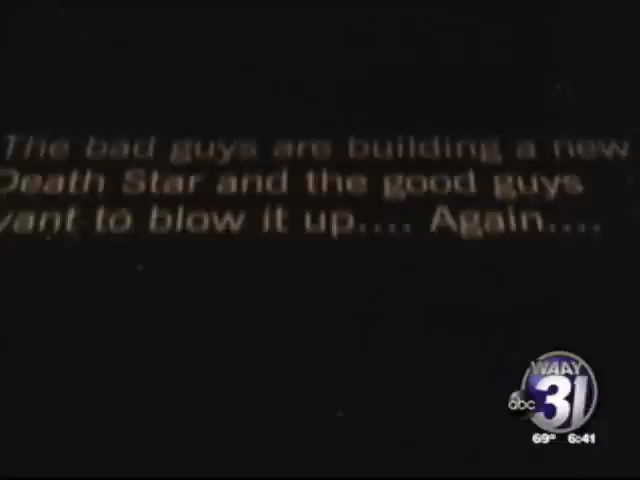 The bad guys are building a new
Death Star and the good guys
want to blow it up.... Again....
WAAY
abc 31
69° 6:41